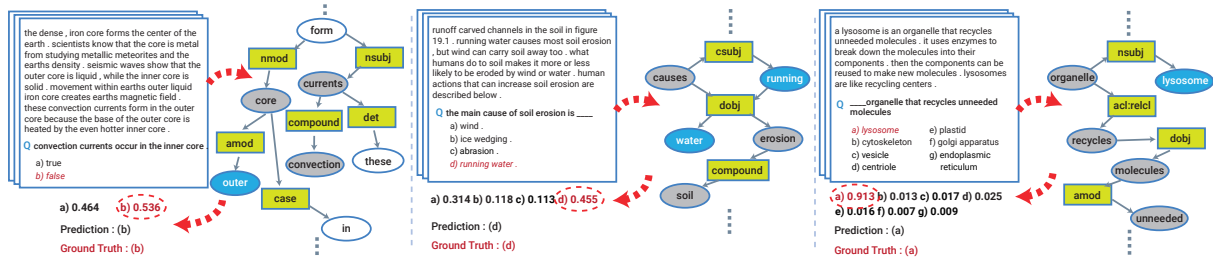 the dense , iron core forms the center of the
earth . scientists know that the core is metal
from studying metallic meteorites and the
earths density . seismic waves show that the
outer core is liquid , while the inner core is
solid . movement within earths outer liquid
iron core creates earths magnetic field .
these convection currents form in the outer
core because the base of the outer core is
heated by the even hotter inner core .
Q convection currents occur in the inner core .
a) true
b) false
a) 0.464 b) 0.536
Prediction : (b)
Ground Truth : (b)
form
nmod
nsubj
core
currents
amod
compound
det
outer
convection
these
case
in
runoff carved channels in the soil in figure
19.1 . running water causes most soil erosion
, but wind can carry soil away too . what
humans do to soil makes it more or less
likely to be eroded by wind or water . human
actions that can increase soil erosion are
described below .
Q the main cause of soil erosion is ____
a) wind .
b) ice wedging .
c) abrasion .
d) running water .
a) 0.314 b) 0.118 c) 0.113 d) 0.455
Prediction : (d)
Ground Truth : (d)
csubj
causes
running
dobj
water
erosion
compound
soil
a lysosome is an organelle that recycles
unneeded molecules . it uses enzymes to
break down the molecules into their
components . then the components can be
reused to make new molecules . lysosomes
are like recycling centers .
Q ____organelle that recycles unneeded
molecules
a) lysosome e) plastid
b) cytoskeleton f) golgi apparatus
c) vesicle g) endoplasmic
d) centriole reticulum
a) 0.913 b) 0.013 c) 0.017 d) 0.025
e) 0.016 f) 0.007 g) 0.009
Prediction : (a)
Ground Truth : (a)
nsubj
organelle
lysosome
acl:relcl
recycles
dobj
molecules
amod
unneeded